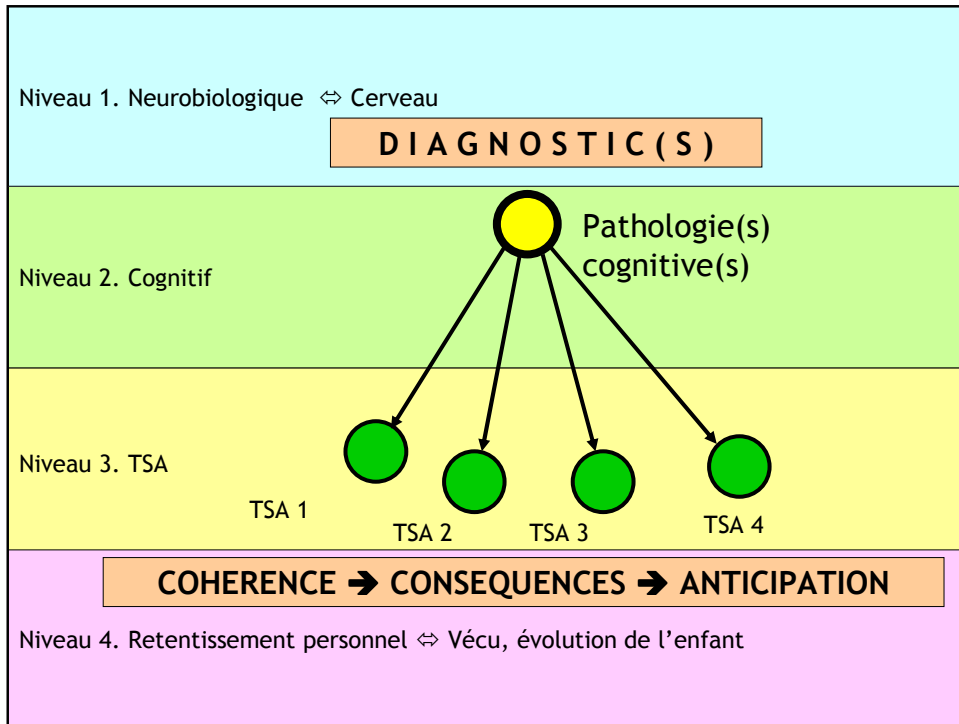 Niveau 1. Neurobiologique ⬄ Cerveau
D I A G N O S T I C ( S )
Pathologie(s)
cognitive(s)
Niveau 2. Cognitif
Niveau 3. TSA
TSA 1
TSA 2
TSA 3
TSA 4
COHERENCE ➔ CONSEQUENCES ➔ ANTICIPATION
Niveau 4. Retentissement personnel ⬄ Vécu, évolution de l’enfant